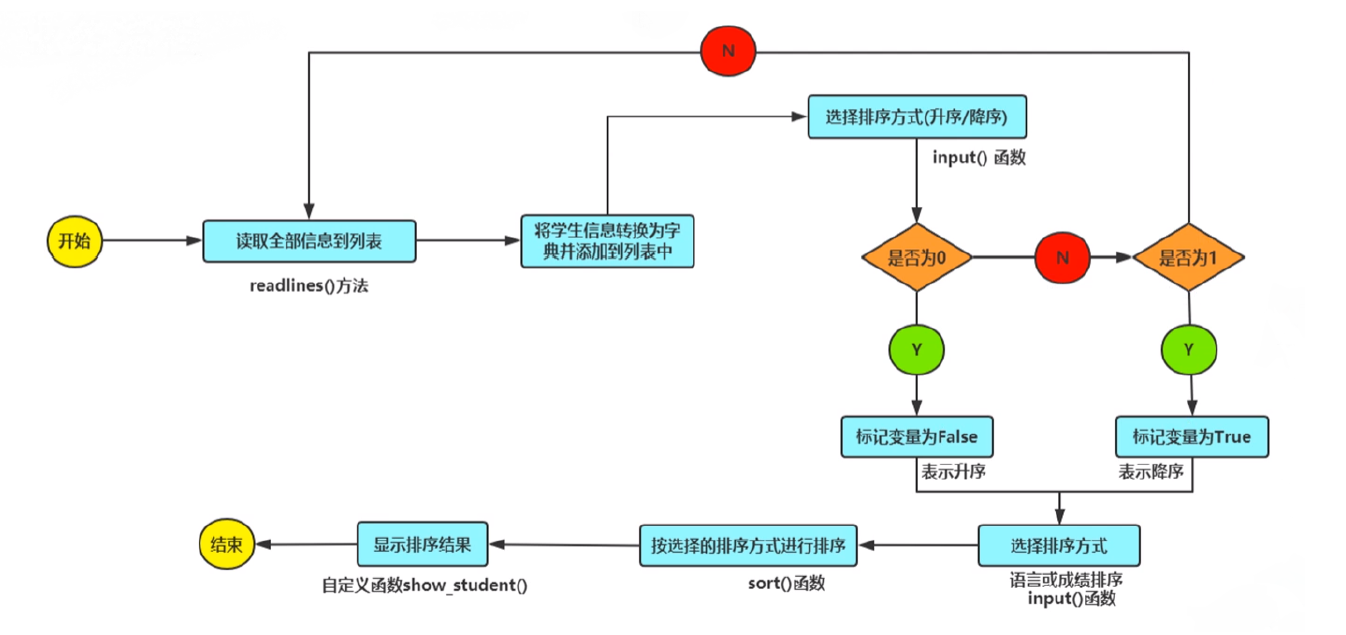 N
选择排序方式(升序/降序)
input() 函数
开始
读取全部信息到列表
readlines()方法
将学生信息转换为字
典并添加到列表中
是否为0
N
是否为1
Y
Y
标记变量为False
表示升序
标记变量为True
表示降序
结束
显示排序结果
自定义函数show_student()
按选择的排序方式进行排序
sort()函数
选择排序方式
语言或成绩排序
input()函数